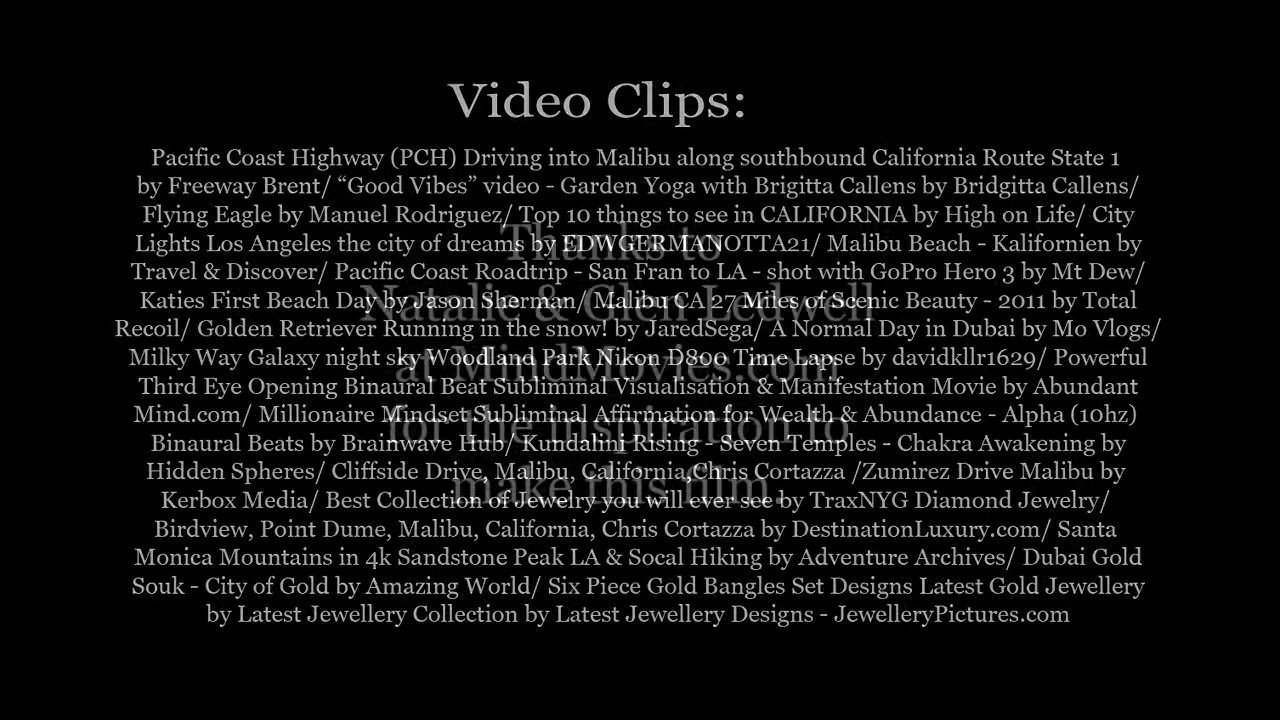 Video Clips:
Pacific Coast Highway (PCH) Driving into Malibu along southbound California Route State 1
by Freeway Brent/ “Good Vibes” video - Garden Yoga with Brigitta Callens by Bridgitta Callens/
Flying Eagle by Manuel Rodriguez/ Top 10 things to see in CALIFORNIA by High on Life/ City
Lights Los Angeles the city of dreams by EDWGERMANOTTA21/ Malibu Beach - Kalifornien by
Travel & Discover/ Pacific Coast Roadtrip - San Fran to LA - shot with GoPro Hero 3 by Mt Dew/
Katies First Beach Day by Jason Sherman/ Malibu CA 27 Miles of Scenic Beauty - 2011 by Total
Recoil/ Golden Retriever Running in the snow! by JaredSega/ A Normal Day in Dubai by Mo Vlogs/
Milky Way Galaxy night sky Woodland Park Nikon D800 Time Lapse by davidkllr1629/ Powerful
Third Eye Opening Binaural Beat Subliminal Visualisation & Manifestation Movie by Abundant
Mind.com/ Millionaire Mindset Subliminal Affirmation for Wealth & Abundance - Alpha (10hz)
Binaural Beats by Brainwave Hub/ Kundalini Rising - Seven Temples - Chakra Awakening by
Hidden Spheres/ Cliffside Drive, Malibu, California,Chris Cortazza /Zumirez Drive Malibu by
Kerbox Media/ Best Collection of Jewelry you will ever see by TraxNYG Diamond Jewelry/
Birdview, Point Dume, Malibu, California, Chris Cortazza by DestinationLuxury.com/ Santa
Monica Mountains in 4k Sandstone Peak LA & Socal Hiking by Adventure Archives/ Dubai Gold
Souk - City of Gold by Amazing World/ Six Piece Gold Bangles Set Designs Latest Gold Jewellery
by Latest Jewellery Collection by Latest Jewellery Designs - JewelleryPictures.com
Thanks to
Natalie & Glen Ledwell
at MindMovies.com
for the inspiration to
make this film.